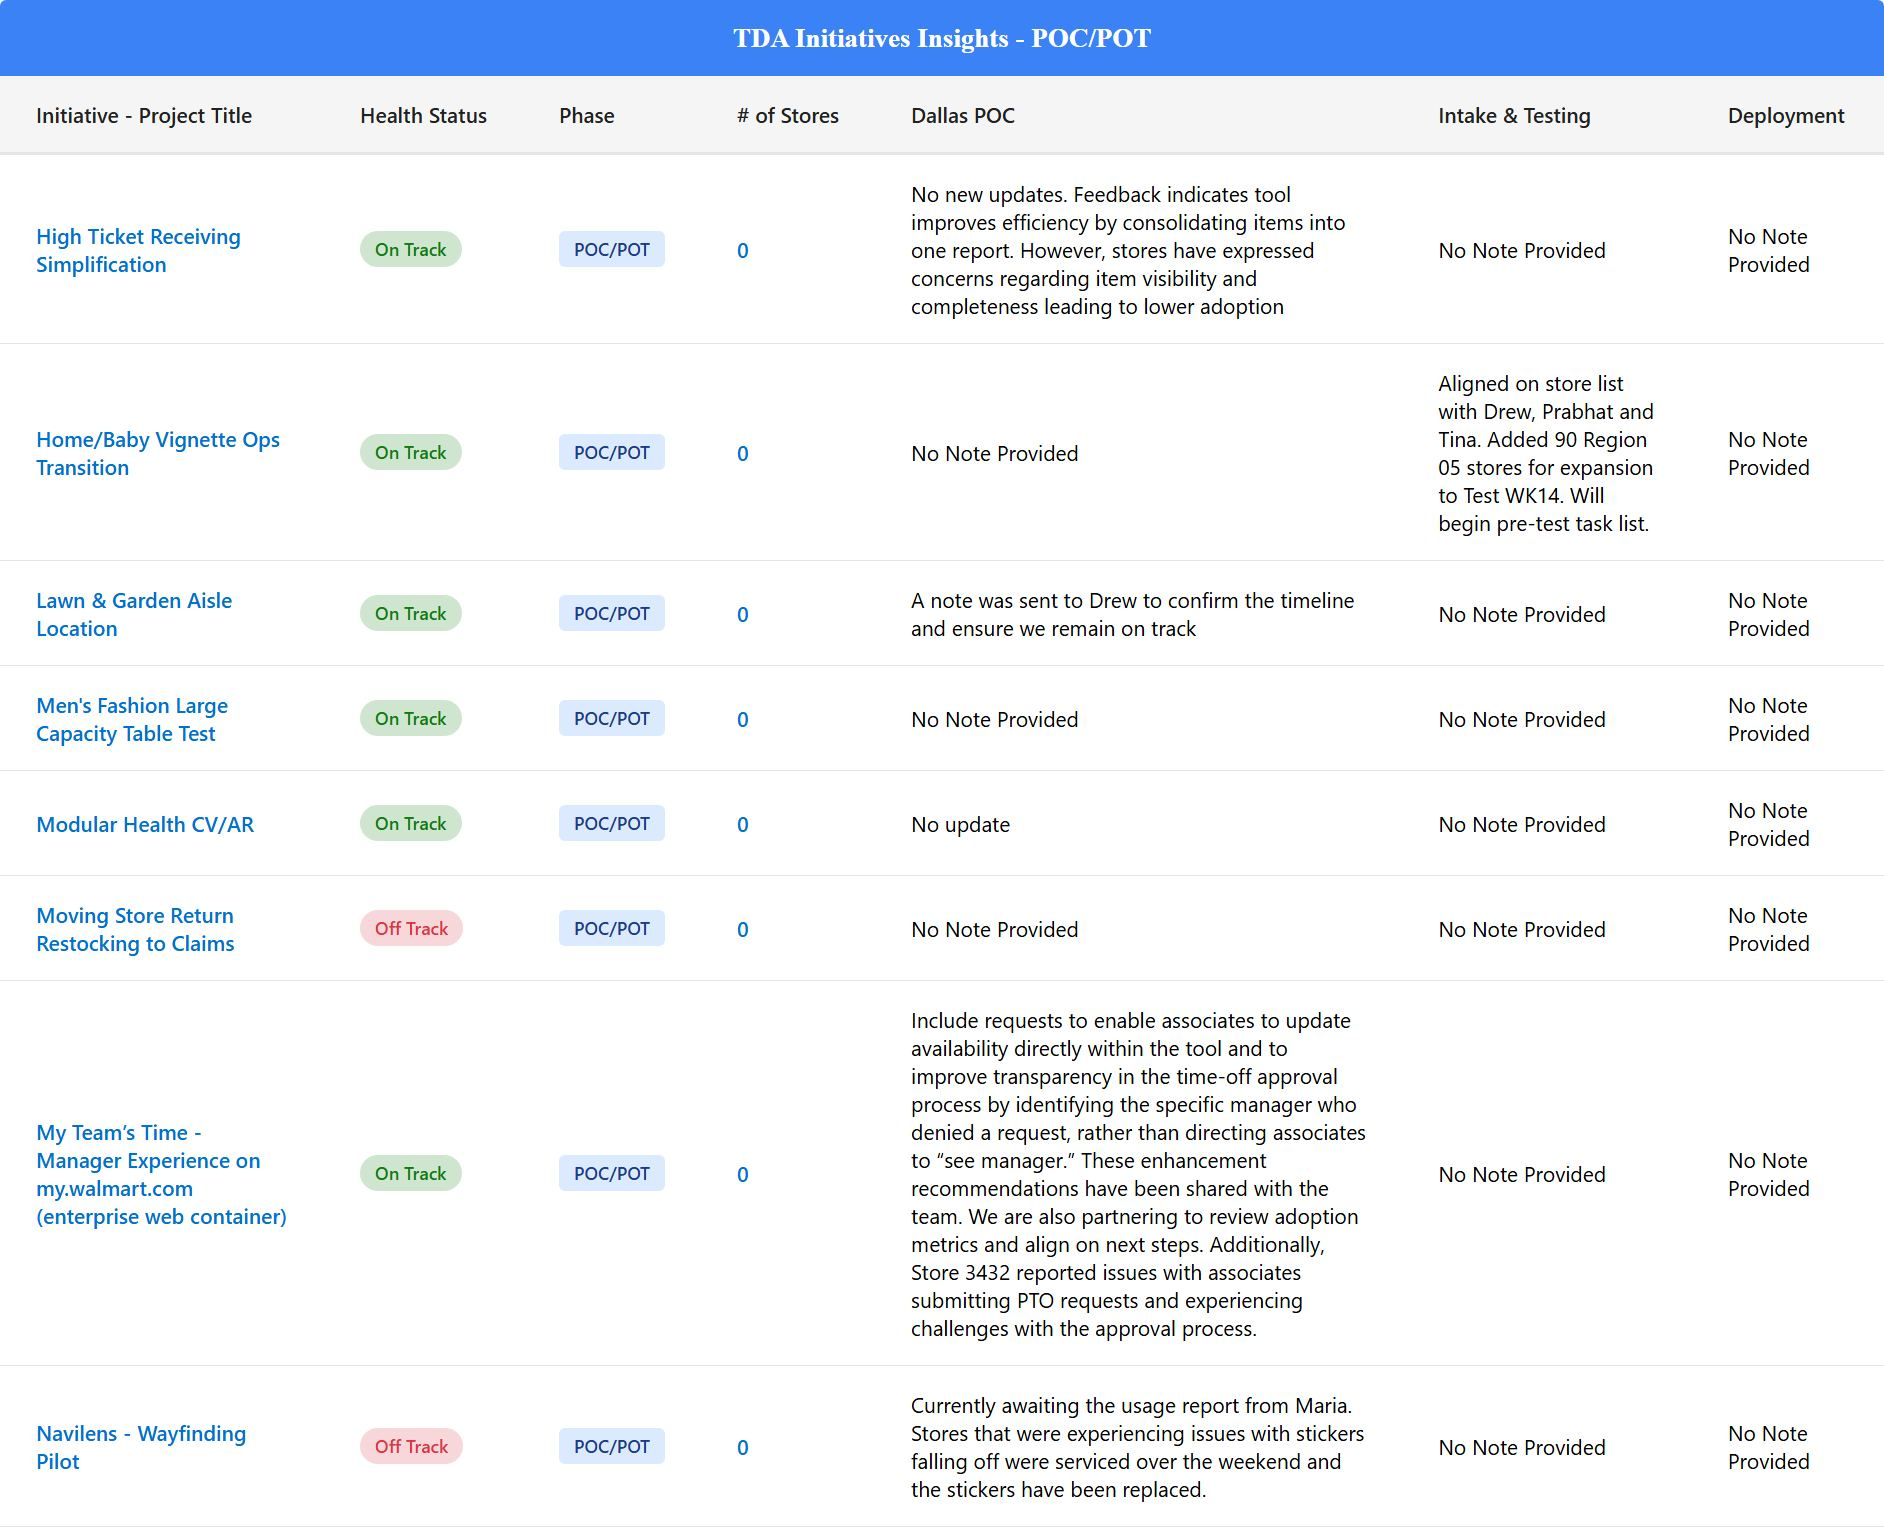 TDA Initiatives Insights - POC/POT
Initiative - Project Title
Health Status
Phase
# of Stores
Dallas POC
Intake & Testing
Deployment
High Ticket Receiving
Simplification
On Track
POC/POT
0
No new updates. Feedback indicates tool
improves efficiency by consolidating items into
one report. However, stores have expressed
concerns regarding item visibility and
completeness leading to lower adoption
No Note Provided
No Note
Provided
Home/Baby Vignette Ops
Transition
On Track
POC/POT
0
No Note Provided
Aligned on store list
with Drew, Prabhat and
Tina. Added 90 Region
05 stores for expansion
to Test WK14. Will
begin pre-test task list.
No Note
Provided
Lawn & Garden Aisle
Location
On Track
POC/POT
0
A note was sent to Drew to confirm the timeline
and ensure we remain on track
No Note Provided
No Note
Provided
Men's Fashion Large
Capacity Table Test
On Track
POC/POT
0
No Note Provided
No Note Provided
No Note
Provided
Modular Health CV/AR
On Track
POC/POT
0
No update
No Note Provided
No Note
Provided
Moving Store Return
Restocking to Claims
Off Track
POC/POT
0
No Note Provided
No Note Provided
No Note
Provided
My Team’s Time -
Manager Experience on
my.walmart.com
(enterprise web container)
On Track
POC/POT
0
Include requests to enable associates to update
availability directly within the tool and to
improve transparency in the time-off approval
process by identifying the specific manager who
denied a request, rather than directing associates
to “see manager.” These enhancement
recommendations have been shared with the
team. We are also partnering to review adoption
metrics and align on next steps. Additionally,
Store 3432 reported issues with associates
submitting PTO requests and experiencing
challenges with the approval process.
No Note Provided
No Note
Provided
Navilens - Wayfinding
Pilot
Off Track
POC/POT
0
Currently awaiting the usage report from Maria.
Stores that were experiencing issues with stickers
falling off were serviced over the weekend and
the stickers have been replaced.
No Note Provided
No Note
Provided